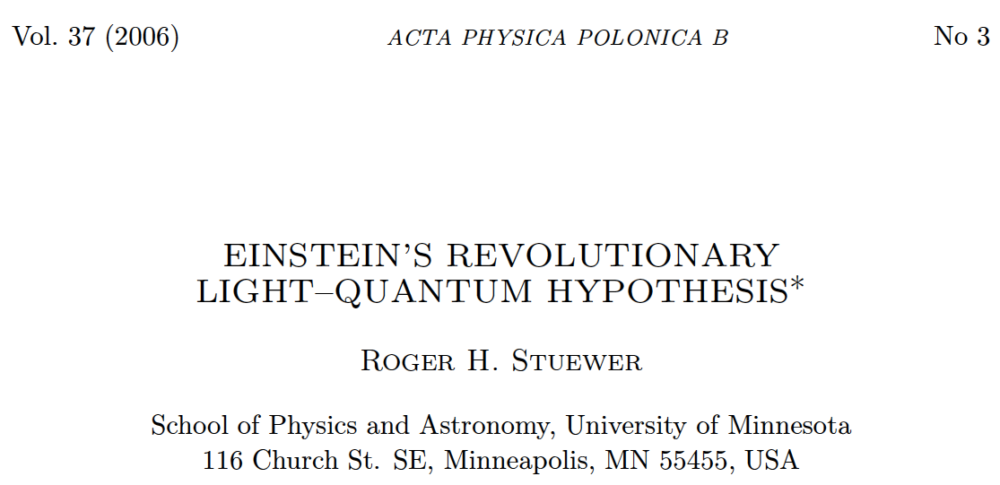 Vol. 37 (2006) ACTA PHYSICA POLONICA B No 3
EINSTEIN'S REVOLUTIONARY
LIGHT–QUANTUM HYPOTHESIS*
Roger H. Stuewer
School of Physics and Astronomy, University of Minnesota
116 Church St. SE, Minneapolis, MN 55455, USA